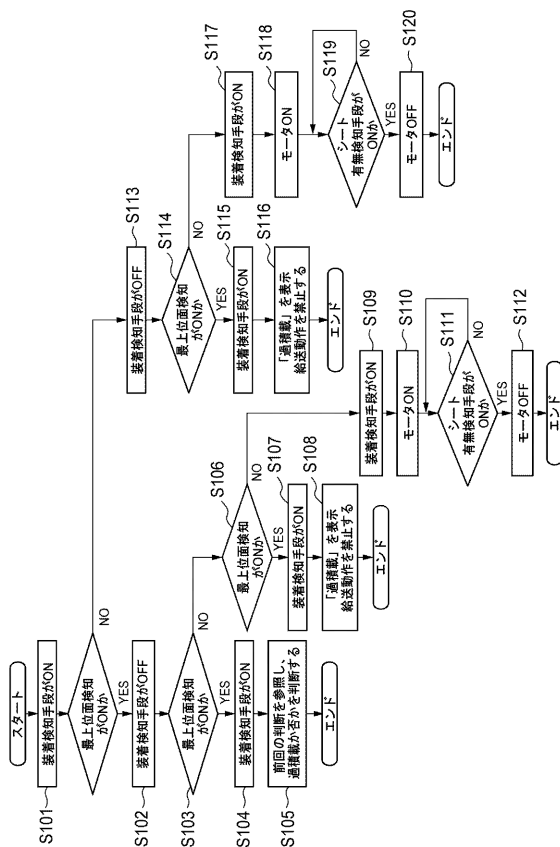 スタート
S101
装着検知手段がON
最上位面検知
がONか
NO
YES
S102
装着検知手段がOFF
S103
最上位面検知
がONか
NO
YES
S104
装着検知手段がON
S105
前回の判断を参照し、
過積載か否かを判断する
エンド
S106
最上位面検知
がONか
NO
YES
S107
装着検知手段がON
S108
「過積載」を表示
給送動作を禁止する
エンド
S109
装着検知手段がON
S110
モータON
S111
シート
有無検知手段が
ONか
NO
YES
S112
モータOFF
エンド
S113
装着検知手段がOFF
S114
最上位面検知
がONか
NO
YES
S115
装着検知手段がON
S116
「過積載」を表示
給送動作を禁止する
エンド
S117
装着検知手段がON
S118
モータON
S119
シート
有無検知手段が
ONか
NO
YES
S120
モータOFF
エンド